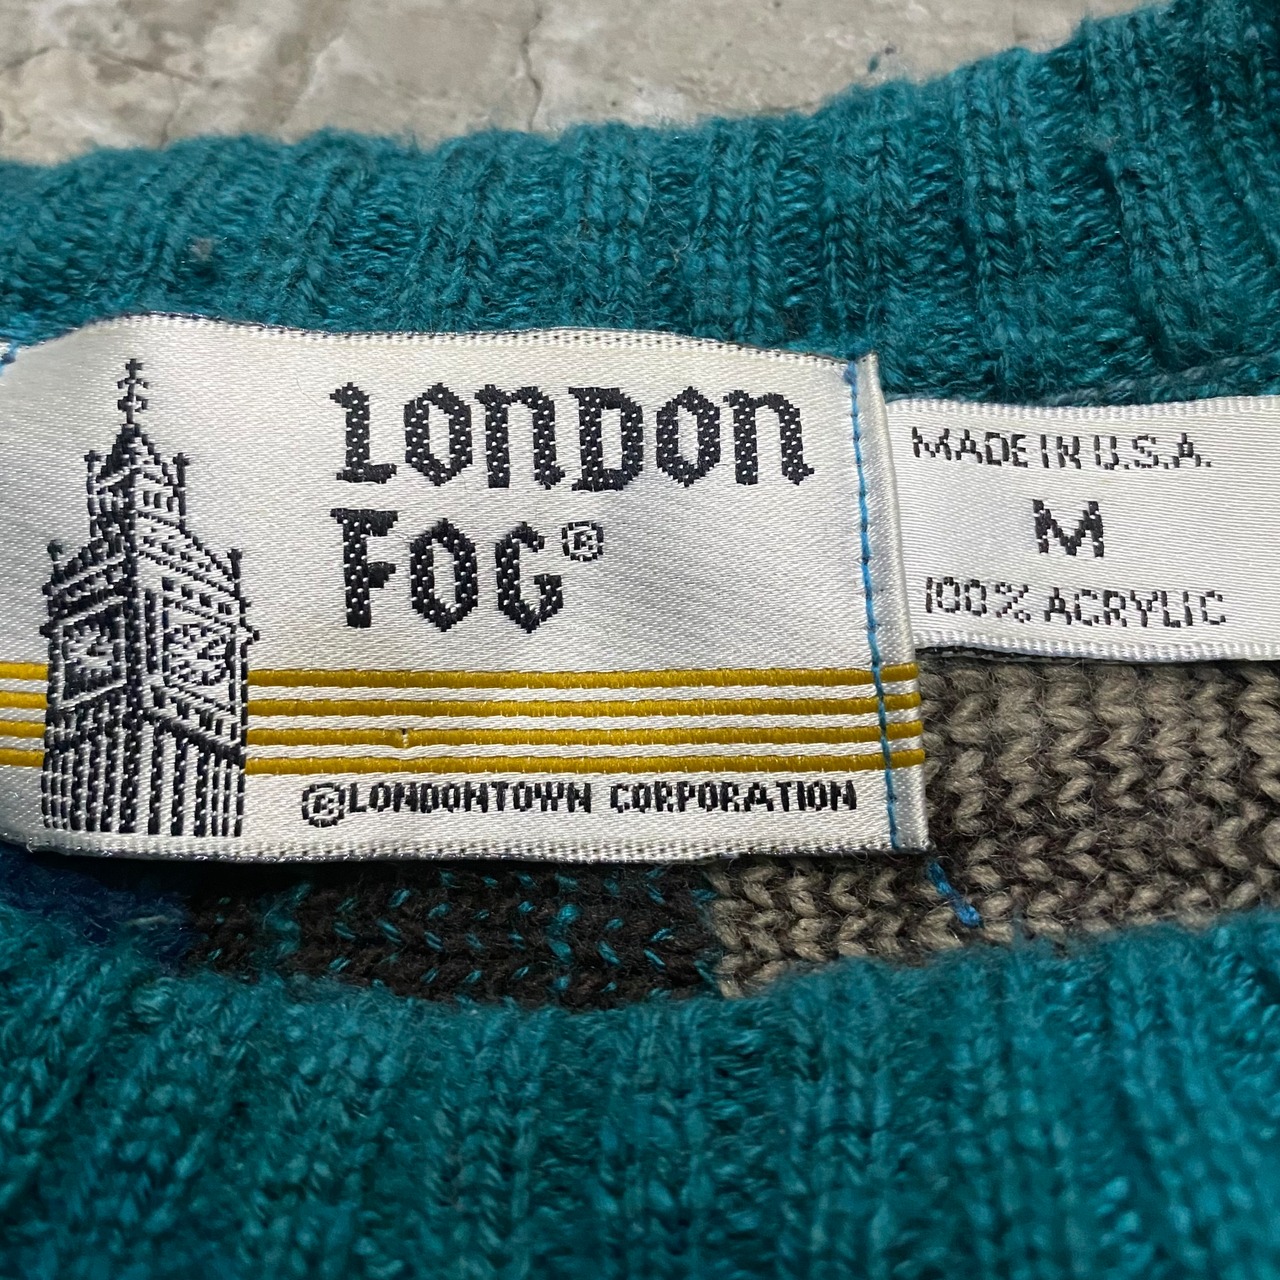 LONDON
FOG®
®LONDONTOWN CORPORATION
MADE IN U.S.A.
M
100% ACRYLIC